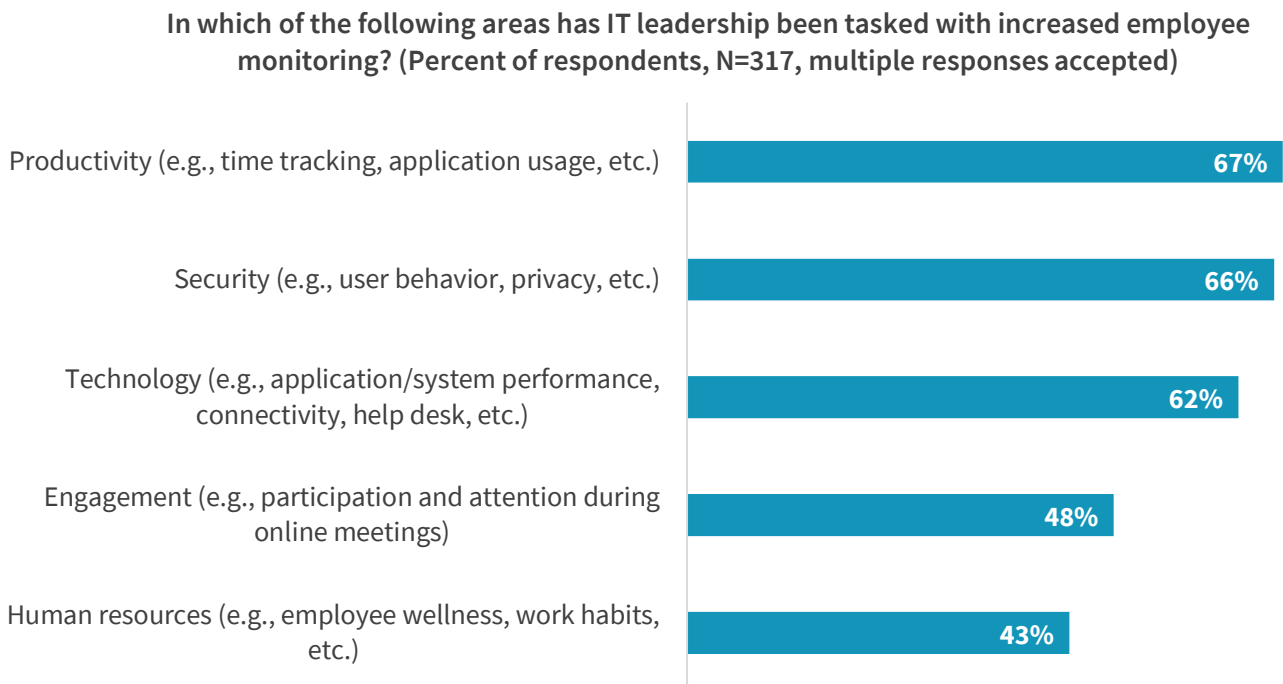 In which of the following areas has IT leadership been tasked with increased employee
monitoring? (Percent of respondents, N=317, multiple responses accepted)
Productivity (e.g., time tracking, application usage, etc.)
67%
Security (e.g., user behavior, privacy, etc.)
66%
Technology (e.g., application/system performance,
connectivity, help desk, etc.)
62%
Engagement (e.g., participation and attention during
online meetings)
48%
Human resources (e.g., employee wellness, work habits,
etc.)
43%